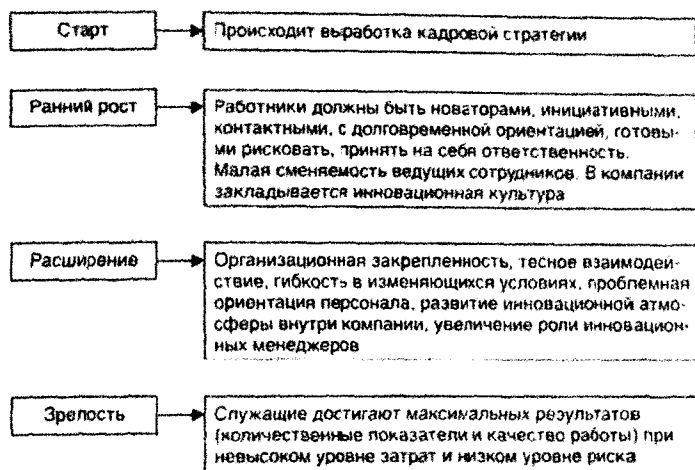 Старт
Происходит выработка кадровой стратегии
Ранний рост
Работники должны быть новаторами, инициативными,
контактными, с долговременной ориентацией, готовы-
ми рисковать, принять на себя ответственность.
Малая сменяемость ведущих сотрудников. В компании
закладывается инновационная культура
Расширение
Организационная закрепленность, тесное взаимодей-
ствие, гибкость в изменяющихся условиях, проблемная
ориентация персонала, развитие инновационной атмо-
сферы внутри компании, увеличение роли инновацион-
ных менеджеров
Зрелость
Служащие достигают максимальных результатов
(количественные показатели и качество работы) при
невысоком уровне затрат и низком уровне риска